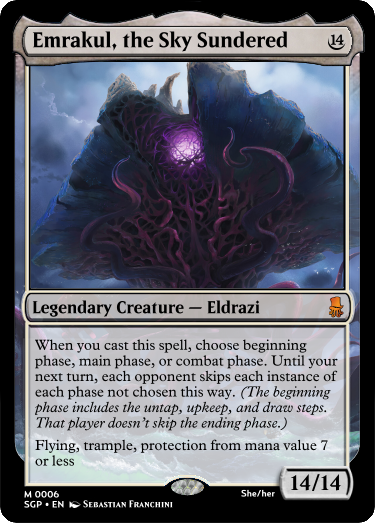 Emrakul, the Sky Sundered 14
Legendary Creature — Eldrazi
When you cast this spell, choose beginning
phase, main phase, or combat phase. Until your
next turn, each opponent skips each instance of
each phase not chosen this way. (The beginning
phase includes the untap, upkeep, and draw steps.
That player doesn't skip the ending phase.)
Flying, trample, protection from mana value 7
or less
14/14
M 0006
She/her
SGP • EN Sebastian Franchini